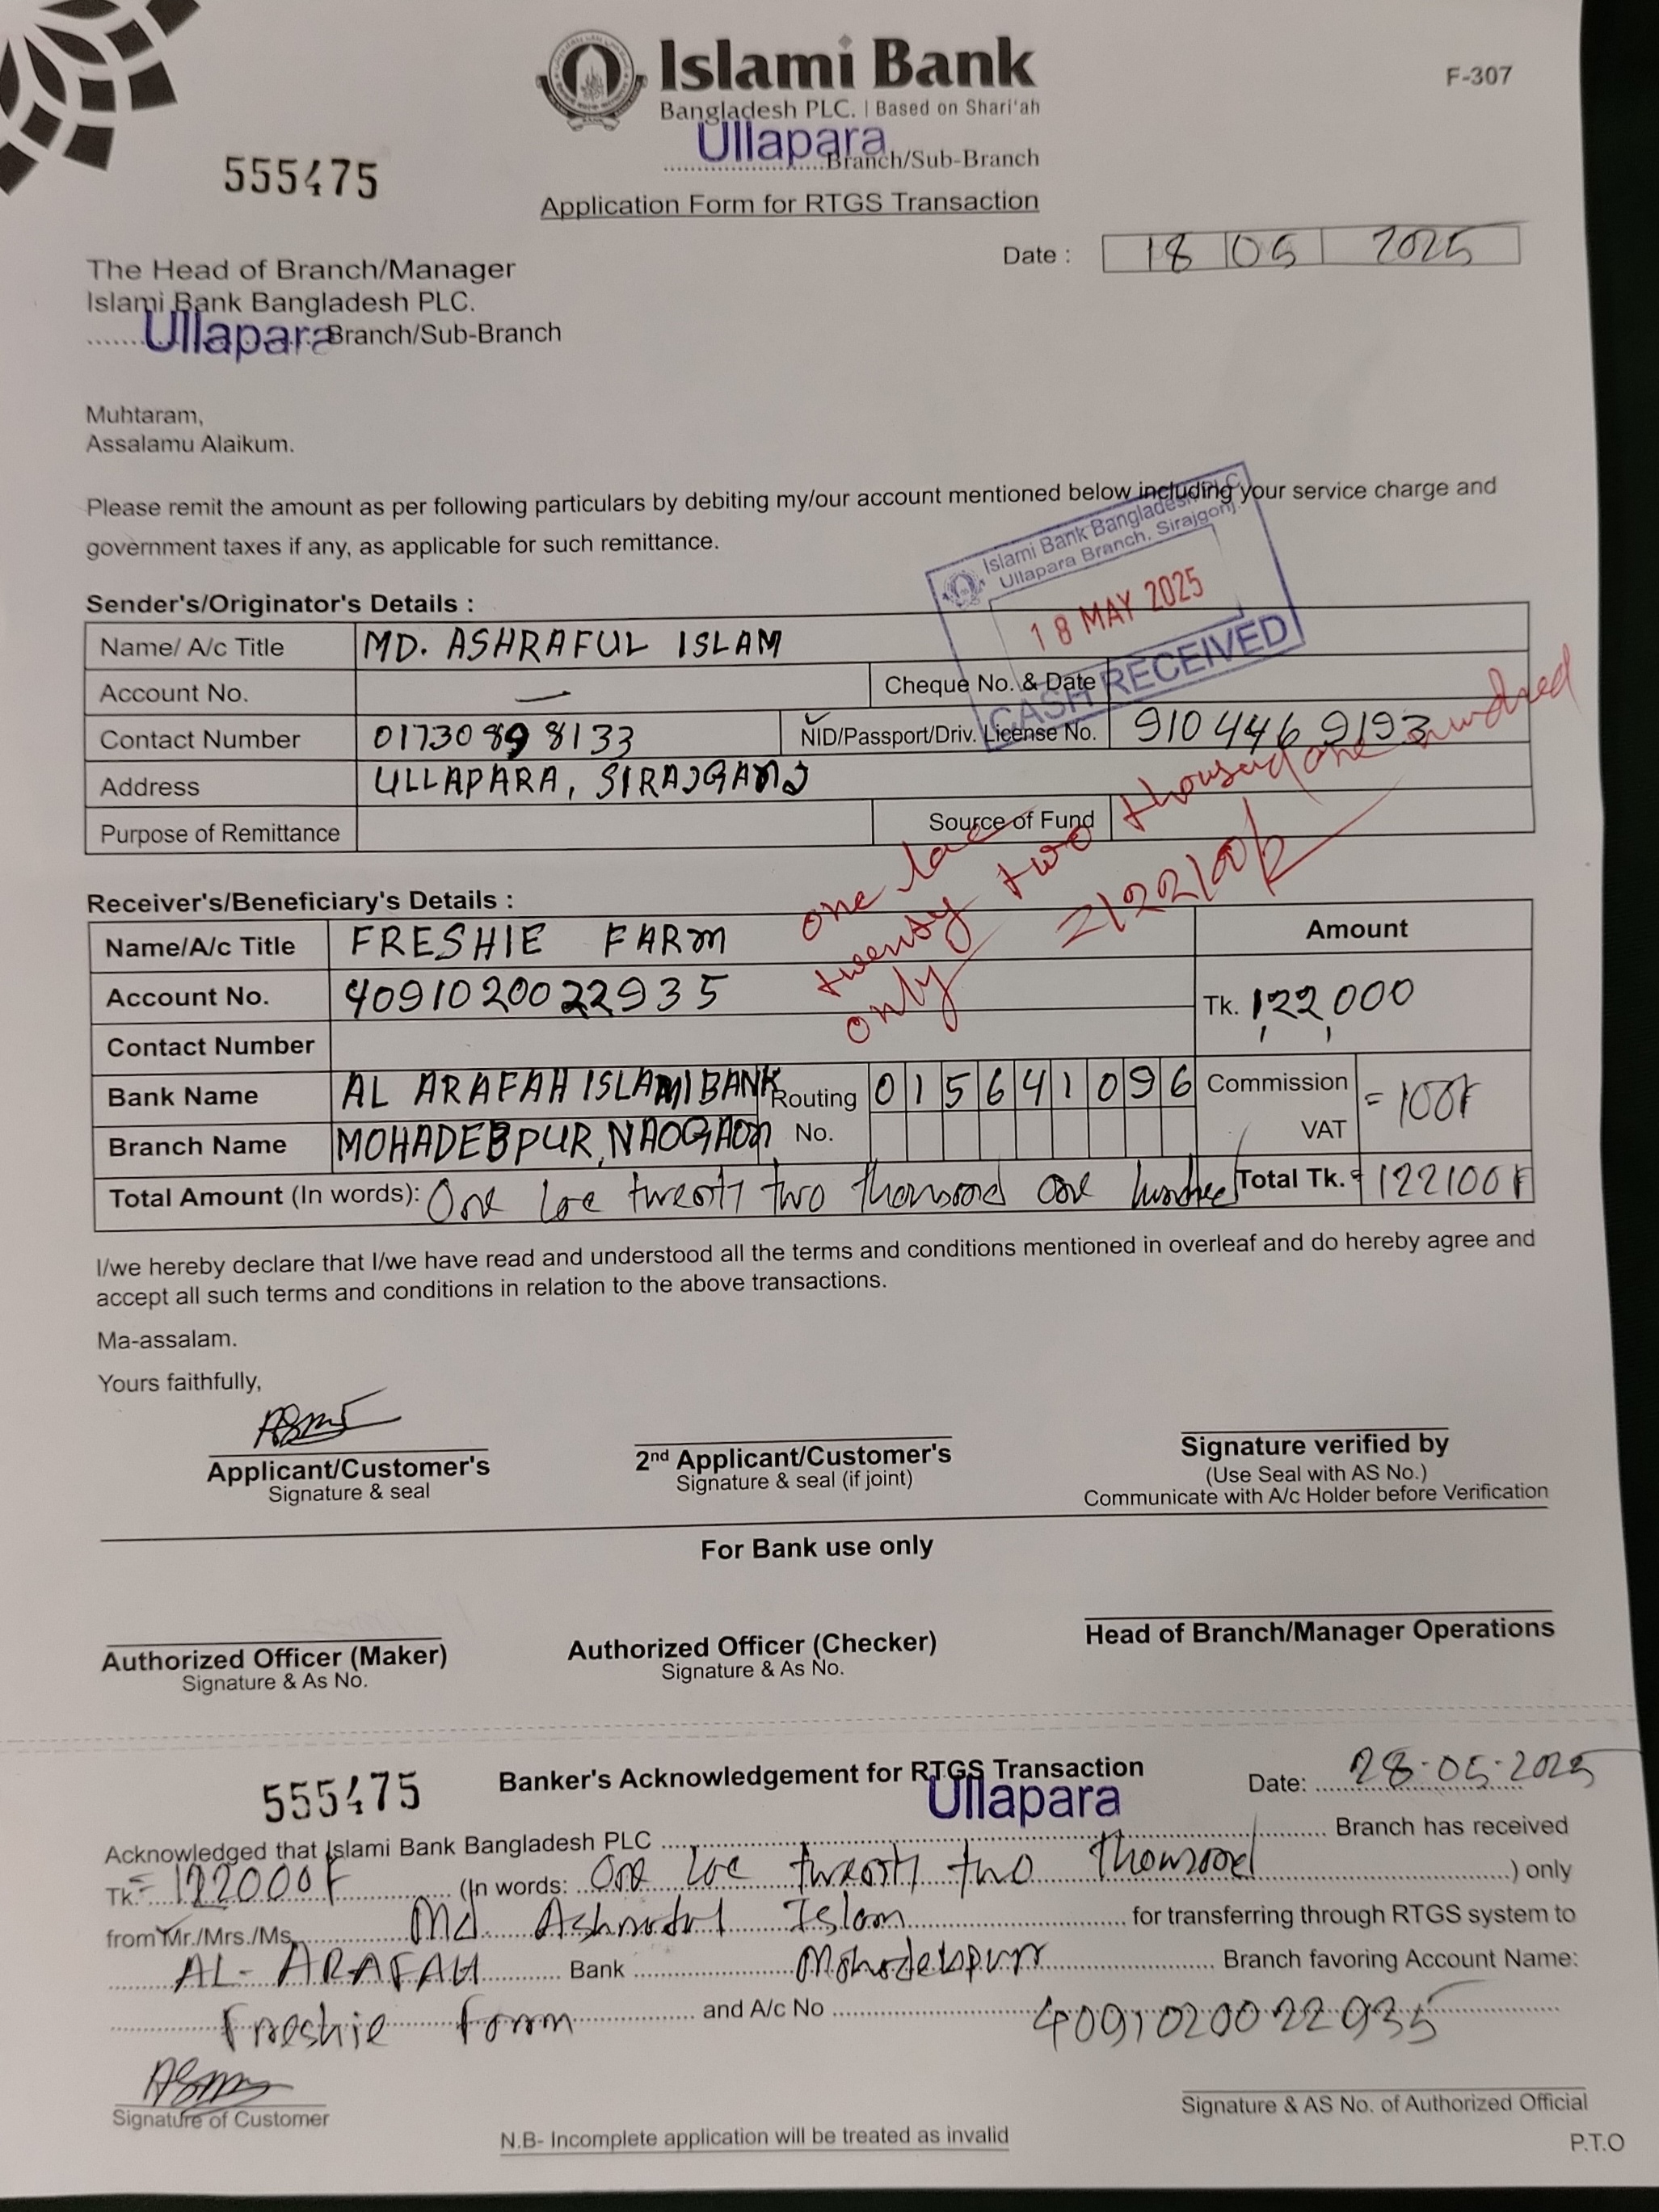 Islami Bank
Bangladesh PLC. | Based on Shari'ah
F-307
Ullapara
Branch/Sub-Branch
555475
Application Form for RTGS Transaction
Date : 18 05 2025
The Head of Branch/Manager
Islami Bank Bangladesh PLC.
Ullapara Branch/Sub-Branch
Muhtaram,
Assalamu Alaikum.
Please remit the amount as per following particulars by debiting my/our account mentioned below including your service charge and
government taxes if any, as applicable for such remittance.
Islami Bank Bangladesh PLC
Ullapara Branch. Sirajgonj.
18 MAY 2025
CASH RECEIVED
Sender's/Originator's Details :
Name/ A/c Title MD. ASHRAFUL ISLAM
Account No. — Cheque No. & Date
Contact Number 01730898133 NID/Passport/Driv. License No. 9104469193
Address ULLAPARA, SIRAJGANJ
Purpose of Remittance Source of Fund
one lac
twenty two thousand one hundred
only
Receiver's/Beneficiary's Details :
Name/A/c Title FRESHIE FARM Amount
Account No. 4091020022935 Tk. 122,000
Contact Number
Bank Name AL ARAFAH ISLAMI BANK Routing No. 015641096 Commission
Branch Name MOHADEBPUR, NAOGAON VAT = 100/-
Total Amount (In words): One lac twenty two thousand one hundred Total Tk. = 122100/-
I/we hereby declare that I/we have read and understood all the terms and conditions mentioned in overleaf and do hereby agree and
accept all such terms and conditions in relation to the above transactions.
Ma-assalam.
Yours faithfully,
Applicant/Customer's
Signature & seal
2nd Applicant/Customer's
Signature & seal (if joint)
Signature verified by
(Use Seal with AS No.)
Communicate with A/c Holder before Verification
For Bank use only
Authorized Officer (Maker)
Signature & As No.
Authorized Officer (Checker)
Signature & As No.
Head of Branch/Manager Operations
555475
Banker's Acknowledgement for RTGS Transaction
Date: 28.05.2025
Ullapara
Acknowledged that Islami Bank Bangladesh PLC Branch has received
Tk. = 122000/- (In words: One lac twenty two thousand ) only
from Mr./Mrs./Ms. Md Ashraful Islam for transferring through RTGS system to
AL-ARAFAH Bank Mohadebpur Branch favoring Account Name:
Freshie Farm and A/c No 4091020022935
Signature of Customer
Signature & AS No. of Authorized Official
N.B- Incomplete application will be treated as invalid
P.T.O